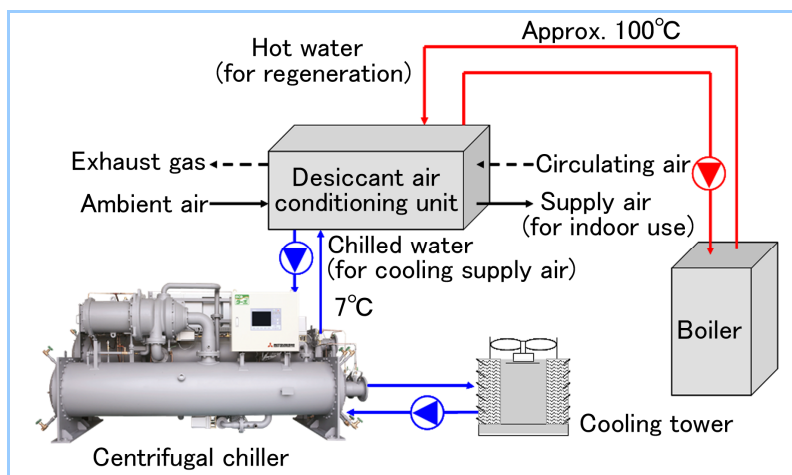 Approx. 100℃
Hot water
(for regeneration)
Exhaust gas
Circulating air
Desiccant air
conditioning unit
Ambient air
Supply air
(for indoor use)
Chilled water
(for cooling supply air)
7℃
Boiler
Cooling tower
Centrifugal chiller